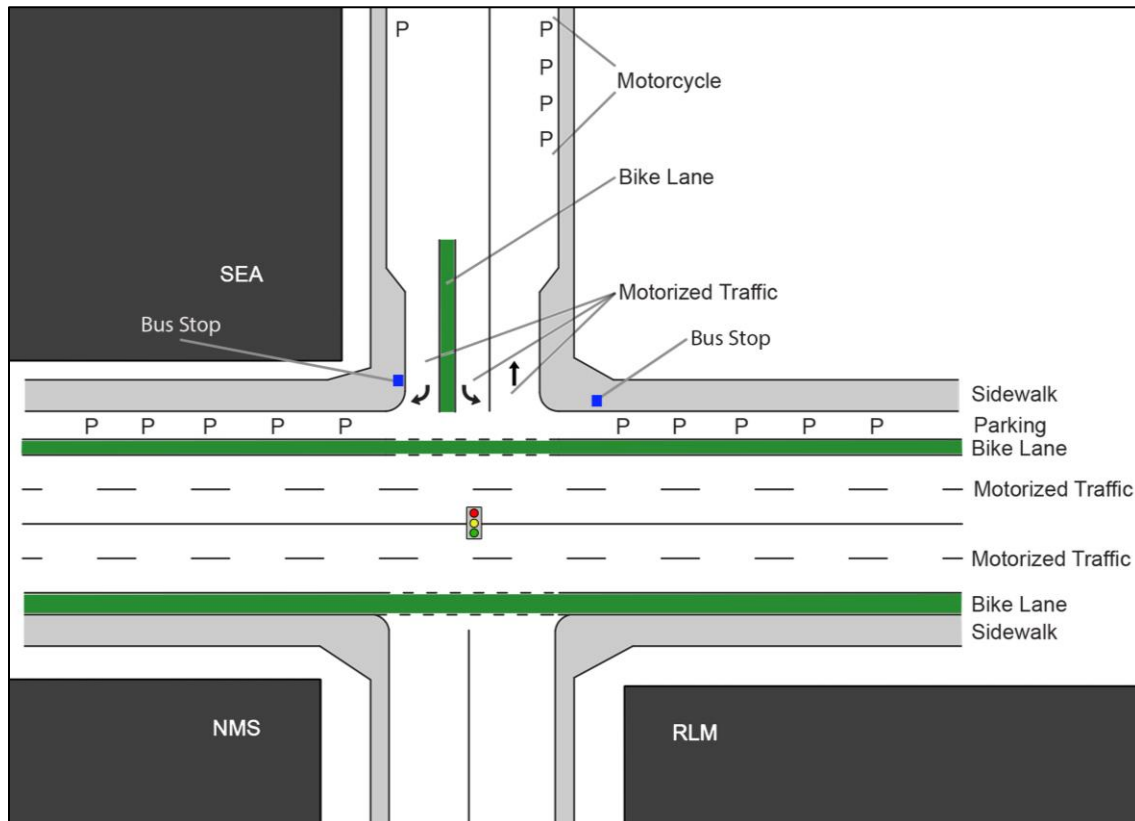 P P
Motorcycle
P
P
P
Bike Lane
SEA
Motorized Traffic
Bus Stop
Bus Stop
Sidewalk
P P P P P P P P P P Parking
Bike Lane
Motorized Traffic
Motorized Traffic
Bike Lane
Sidewalk
NMS
RLM